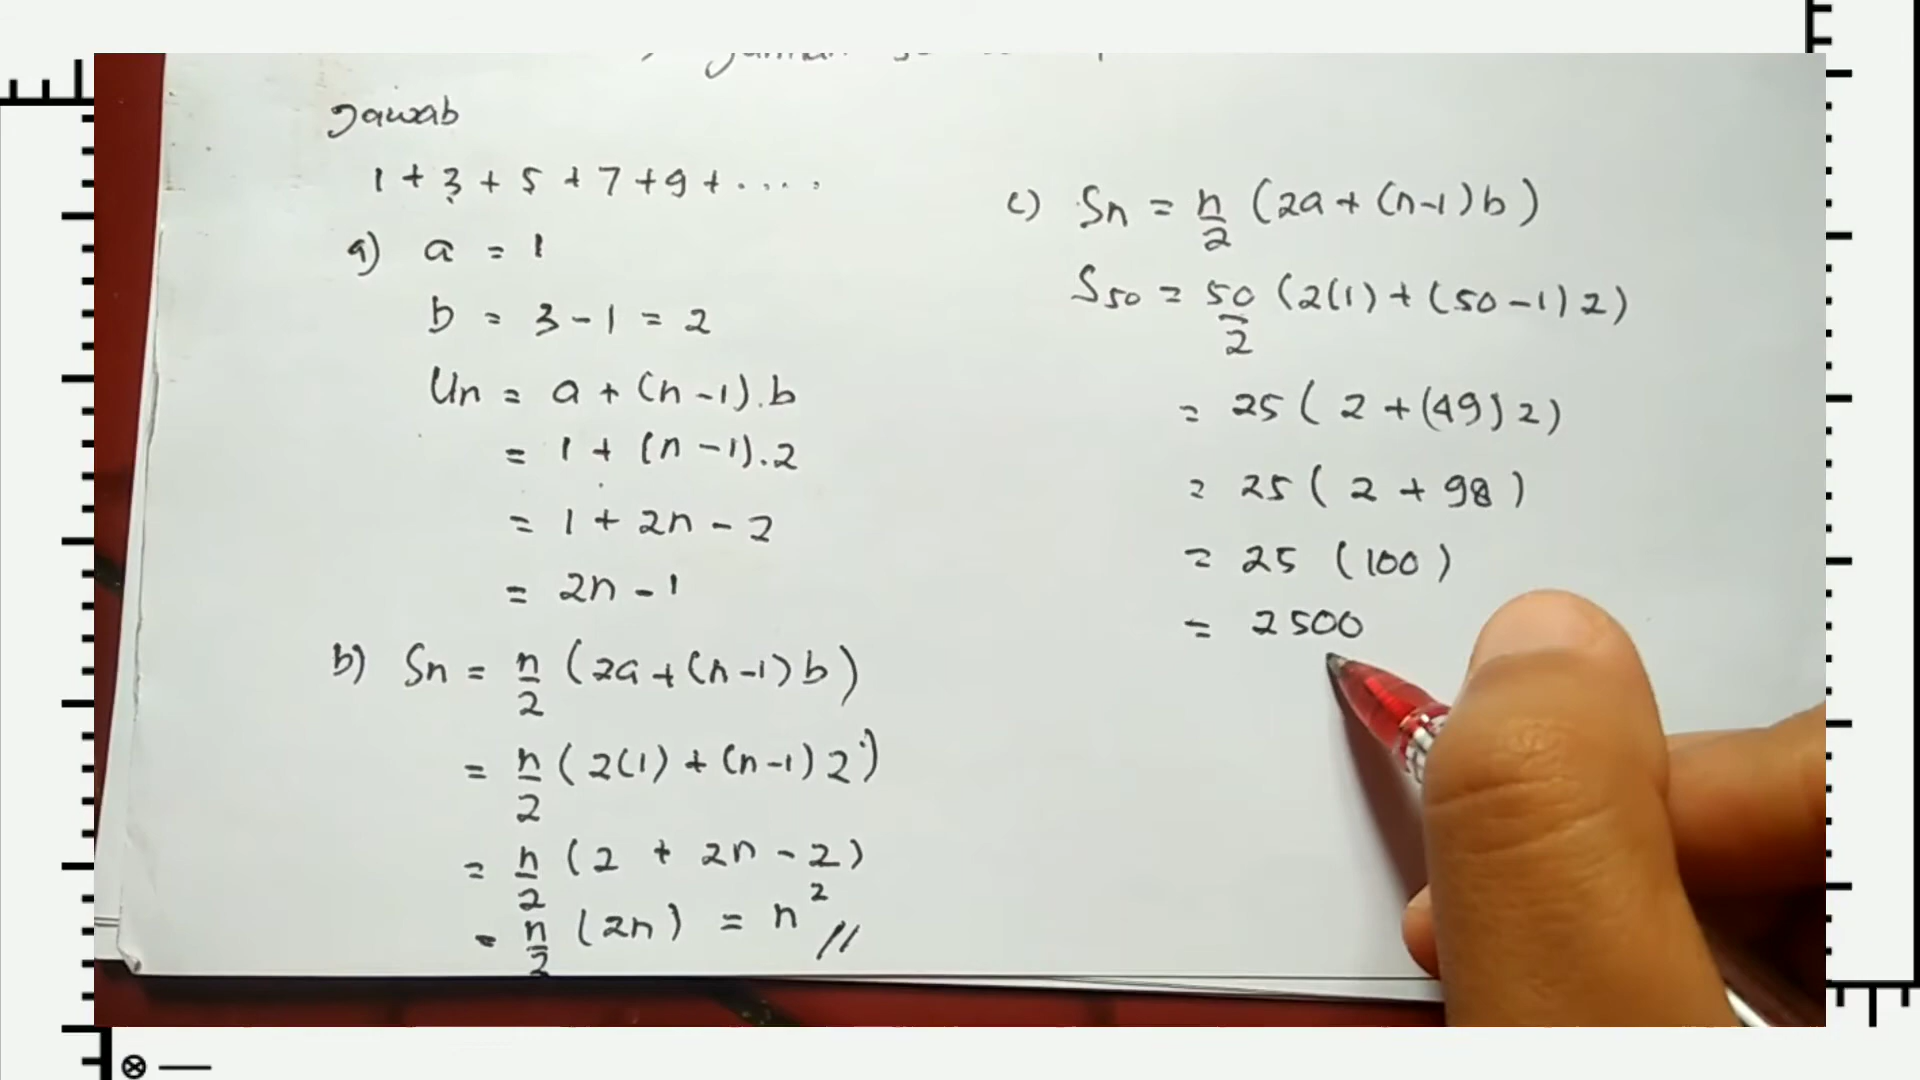 Jawab
1 + 3 + 5 + 7 + 9 + ....
a) a = 1
b = 3 - 1 = 2
Un = a + (n - 1) . b
= 1 + (n - 1) . 2
= 1 + 2n - 2
= 2n - 1
b) Sn = n/2 (2a + (n-1) b)
= n/2 (2(1) + (n-1) 2)
= n/2 (2 + 2n - 2)
= n/2 (2n) = n² //
c) Sn = n/2 (2a + (n-1) b)
S50 = 50/2 (2(1) + (50 - 1) 2)
= 25 (2 + (49) 2)
= 25 (2 + 98)
= 25 (100)
= 2500